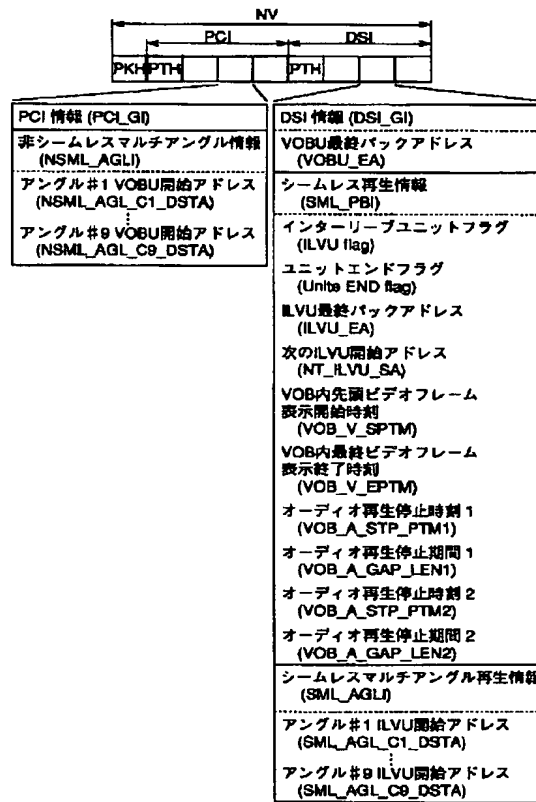 NV
PCI
DSI
PKH
PTH
PTH
PCI 情報 (PCI_GI)
非シームレスマルチアングル情報
(NSML_AGLI)
アングル#1 VOBU開始アドレス
(NSML_AGL_C1_DSTA)
アングル#9 VOBU開始アドレス
(NSML_AGL_C9_DSTA)
DSI 情報 (DSI_GI)
VOBU最終パックアドレス
(VOBU_EA)
シームレス再生情報
(SML_PBI)
インターリーブユニットフラグ
(ILVU flag)
ユニットエンドフラグ
(Unite END flag)
ILVU最終パックアドレス
(ILVU_EA)
次のILVU開始アドレス
(NT_ILVU_SA)
VOB内先頭ビデオフレーム
表示開始時刻
(VOB_V_SPTM)
VOB内最終ビデオフレーム
表示終了時刻
(VOB_V_EPTM)
オーディオ再生停止時刻 1
(VOB_A_STP_PTM1)
オーディオ再生停止期間 1
(VOB_A_GAP_LEN1)
オーディオ再生停止時刻 2
(VOB_A_STP_PTM2)
オーディオ再生停止期間 2
(VOB_A_GAP_LEN2)
シームレスマルチアングル再生情報
(SML_AGLI)
アングル#1 ILVU開始アドレス
(SML_AGL_C1_DSTA)
アングル#9 ILVU開始アドレス
(SML_AGL_C9_DSTA)